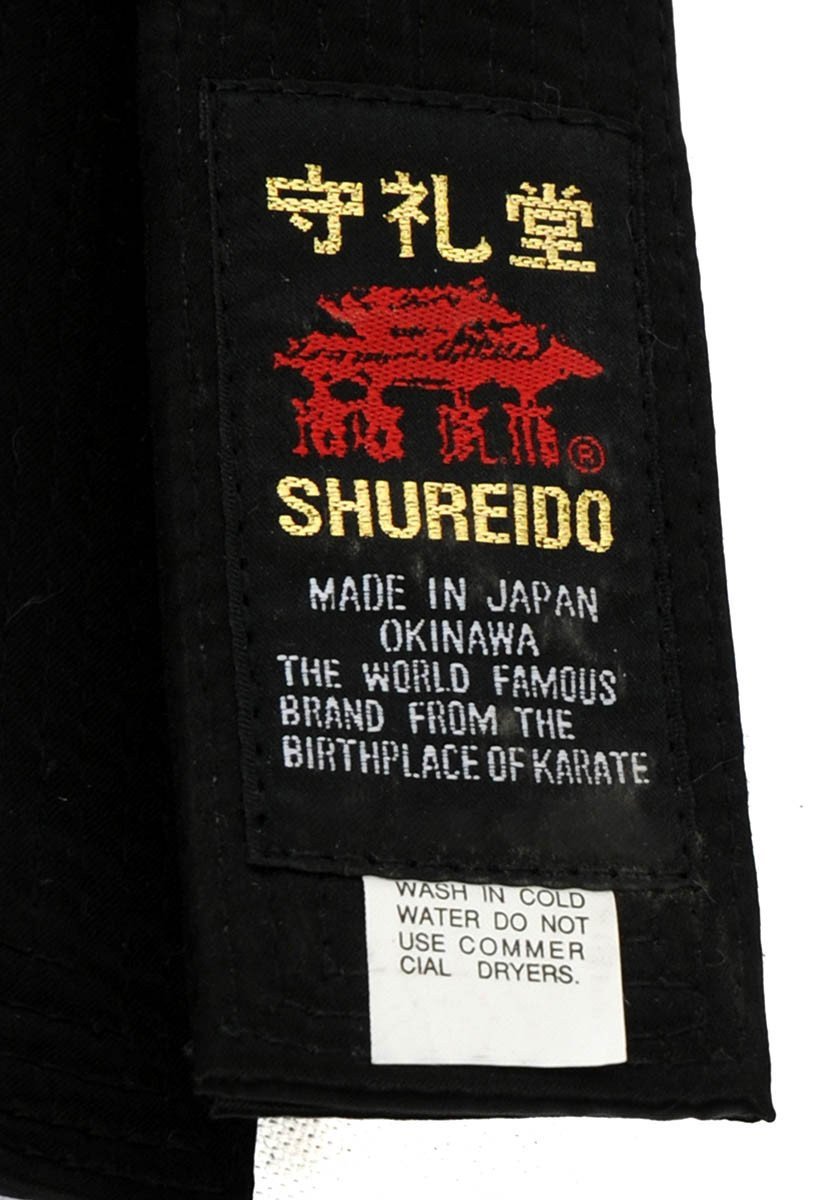 守礼堂
®
SHUREIDO
MADE IN JAPAN
OKINAWA
THE WORLD FAMOUS
BRAND FROM THE
BIRTHPLACE OF KARATE
WASH IN COLD
WATER DO NOT
USE COMMER
CIAL DRYERS.